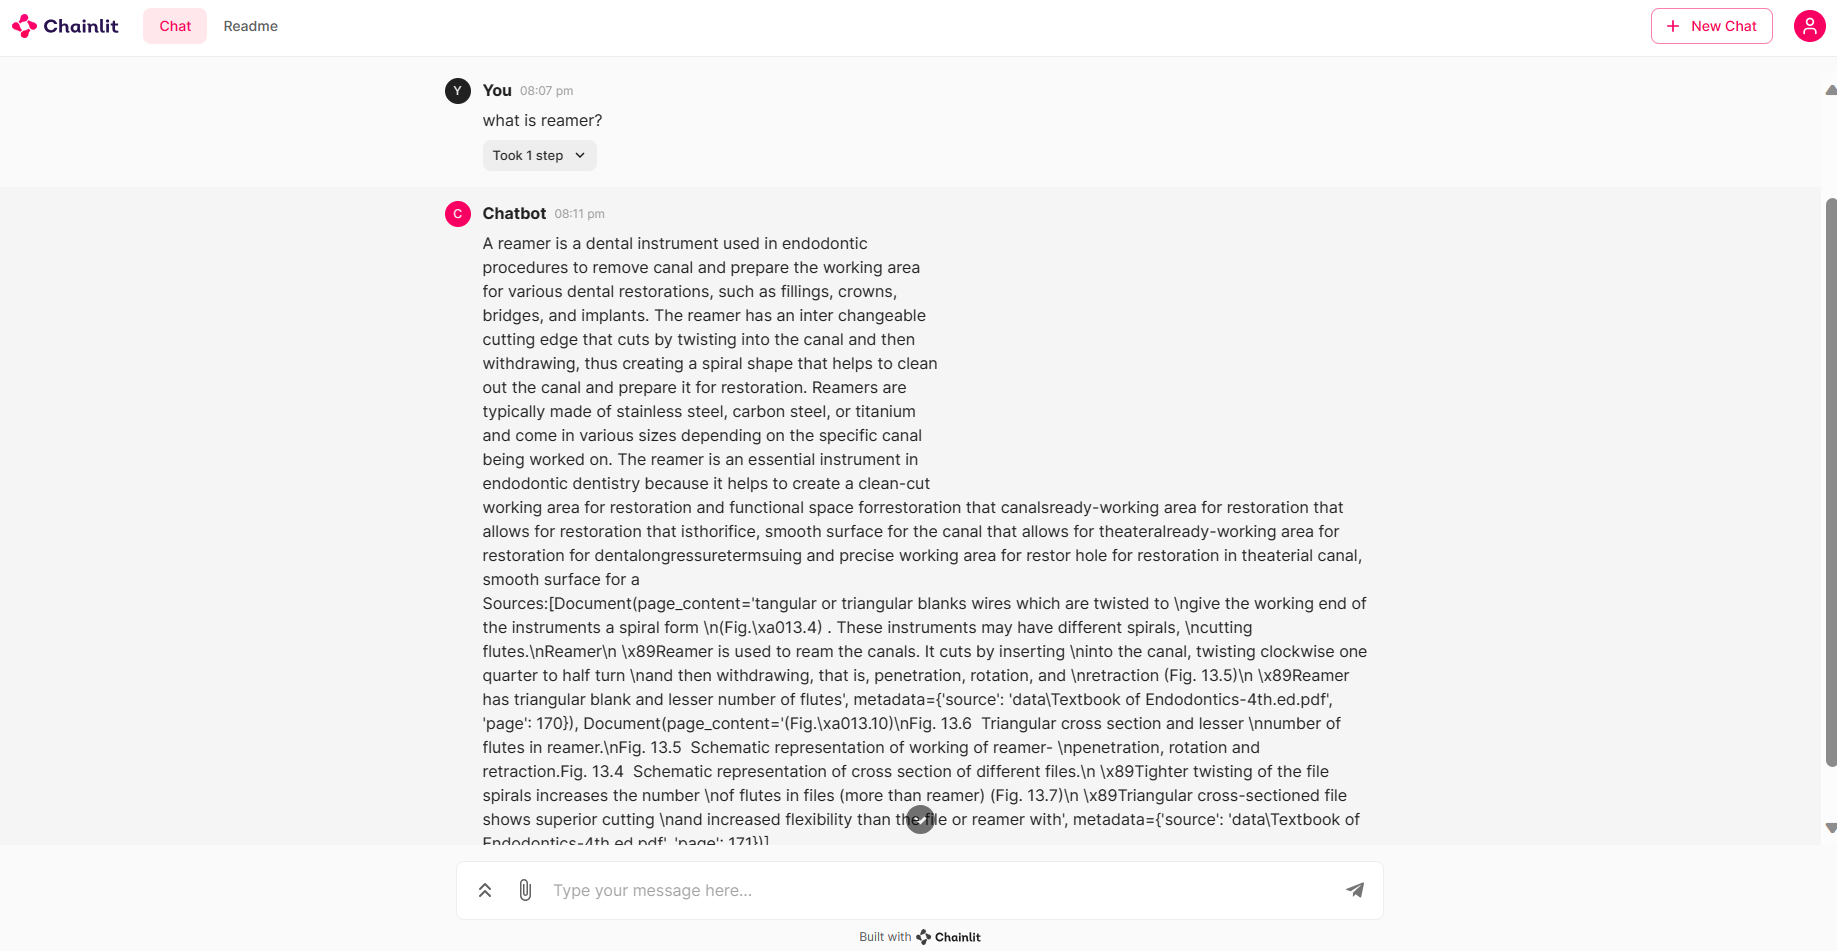 Chainlit
Chat
Readme
New Chat
Y
You 08:07 pm
what is reamer?
Took 1 step
C
Chatbot 08:11 pm
A reamer is a dental instrument used in endodontic
procedures to remove canal and prepare the working area
for various dental restorations, such as fillings, crowns,
bridges, and implants. The reamer has an inter changeable
cutting edge that cuts by twisting into the canal and then
withdrawing, thus creating a spiral shape that helps to clean
out the canal and prepare it for restoration. Reamers are
typically made of stainless steel, carbon steel, or titanium
and come in various sizes depending on the specific canal
being worked on. The reamer is an essential instrument in
endodontic dentistry because it helps to create a clean-cut
working area for restoration and functional space forrestoration that canalsready-working area for restoration that
allows for restoration that isthorifice, smooth surface for the canal that allows for theateralready-working area for
restoration for dentalongressuretermsuing and precise working area for restor hole for restoration in theaterial canal,
smooth surface for a
Sources:[Document(page_content='tangular or triangular blanks wires which are twisted to \ngive the working end of
the instruments a spiral form \n(Fig.\xa013.4) . These instruments may have different spirals, \ncutting
flutes.\nReamer\n \x89Reamer is used to ream the canals. It cuts by inserting \ninto the canal, twisting clockwise one
quarter to half turn \nand then withdrawing, that is, penetration, rotation, and \nretraction (Fig. 13.5)\n \x89Reamer
has triangular blank and lesser number of flutes', metadata={'source': 'data\Textbook of Endodontics-4th.ed.pdf',
'page': 170}), Document(page_content='(Fig.\xa013.10)\nFig. 13.6  Triangular cross section and lesser \nnumber of
flutes in reamer.\nFig. 13.5  Schematic representation of working of reamer- \npenetration, rotation and
retraction.Fig. 13.4  Schematic representation of cross section of different files.\n \x89Tighter twisting of the file
spirals increases the number \nof flutes in files (more than reamer) (Fig. 13.7)\n \x89Triangular cross-sectioned file
shows superior cutting \nand increased flexibility than the file or reamer with', metadata={'source': 'data\Textbook of
Endodontics-4th.ed.pdf', 'page': 171})]
Type your message here...
Built with Chainlit